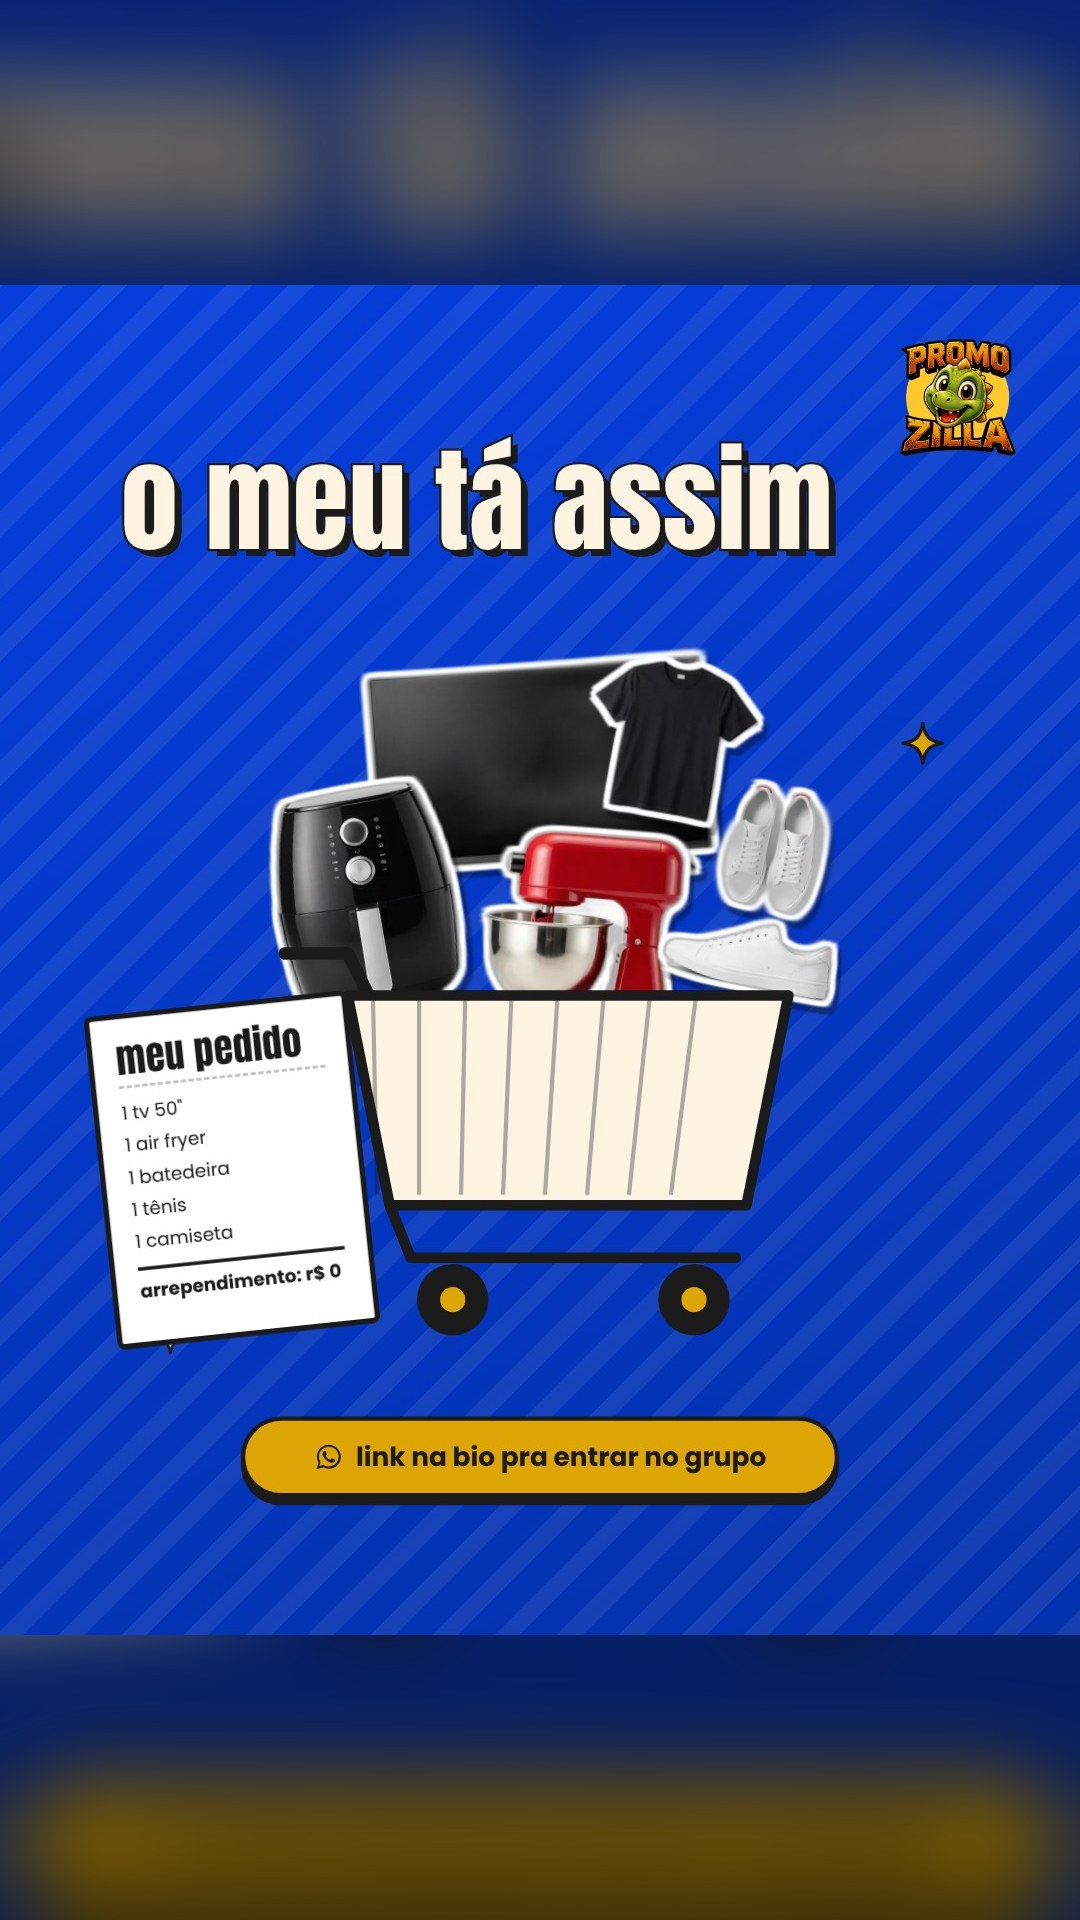 PROMO
ZILLA
o meu tá assim
meu pedido
1 tv 50"
1 air fryer
1 batedeira
1 tênis
1 camiseta
arrependimento: r$ 0
link na bio pra entrar no grupo